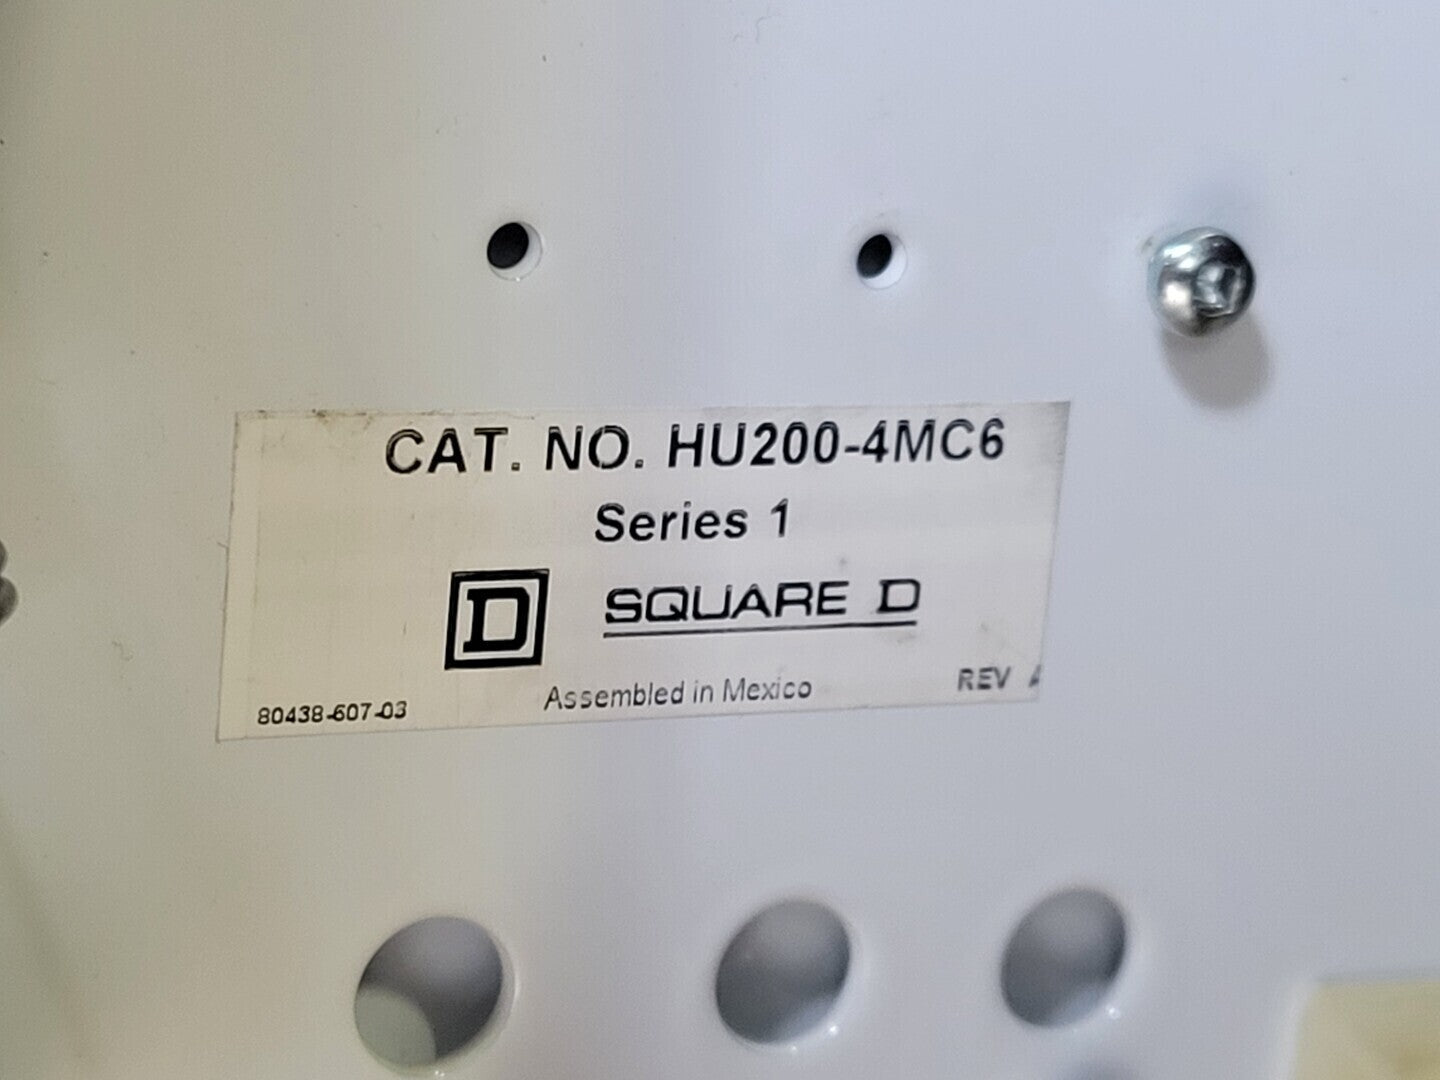 CAT. NO. HU200-4MC6
Series 1
D SQUARE D
Assembled in Mexico
REV
80438-607-03